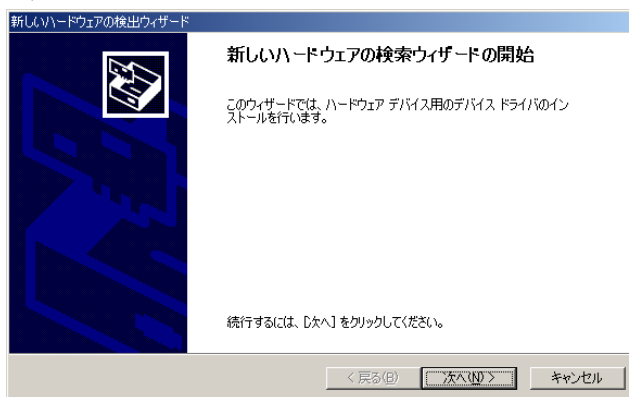 新しいハードウェアの検出ウィザード
新しいハードウェアの検索ウィザードの開始
このウィザードでは、ハードウェア デバイス用のデバイス ドライバのイン
ストールを行います。
続行するには、[次へ] をクリックしてください。
< 戻る(B) 次へ(N) > キャンセル